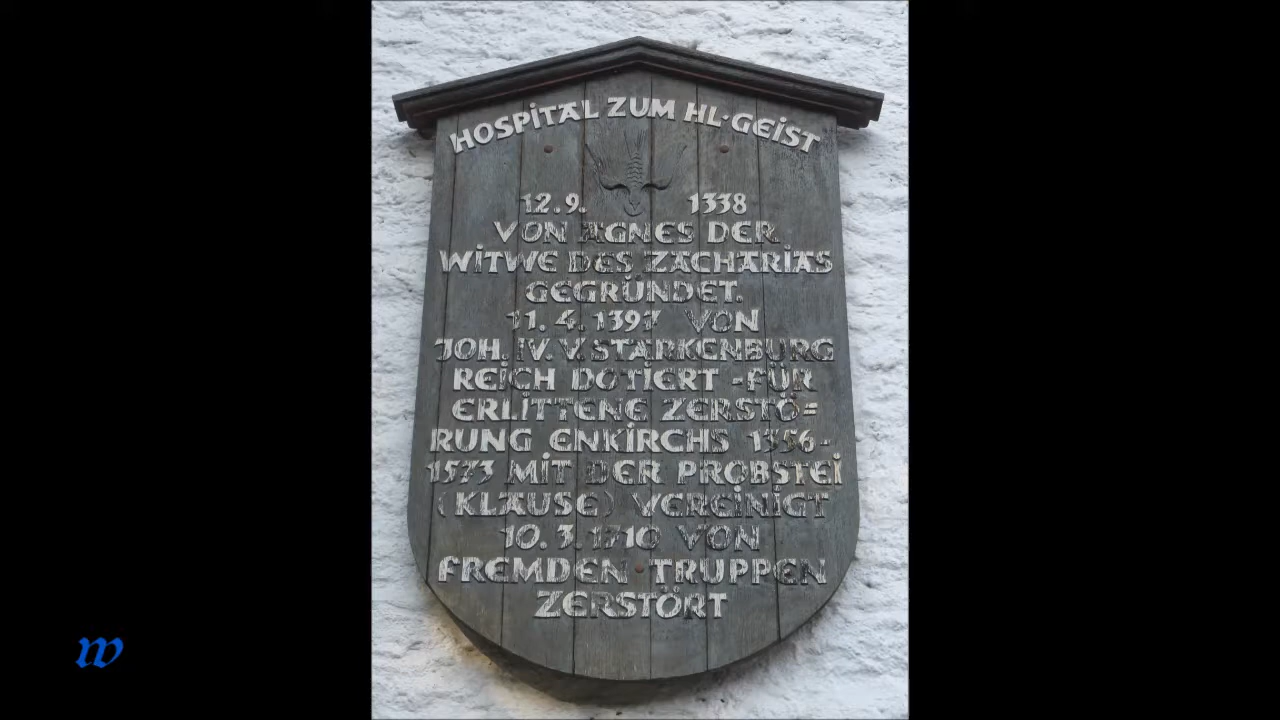 HOSPITAL ZUM HL·GEIST
12.9. 1338
VON AGNES DER
WITWE DES ZACHARIAS
GEGRÜNDET.
11.4.1397 VON
JOH. IV. V. STARKENBURG
REICH DOTIERT - FÜR
ERLITTENE ZERSTÖ=
RUNG ENKIRCHS 1356-
1573 MIT DER PROBSTEI
(KLAUSE) VEREINIGT
10.3.1710 VON
FREMDEN TRUPPEN
ZERSTÖRT
w